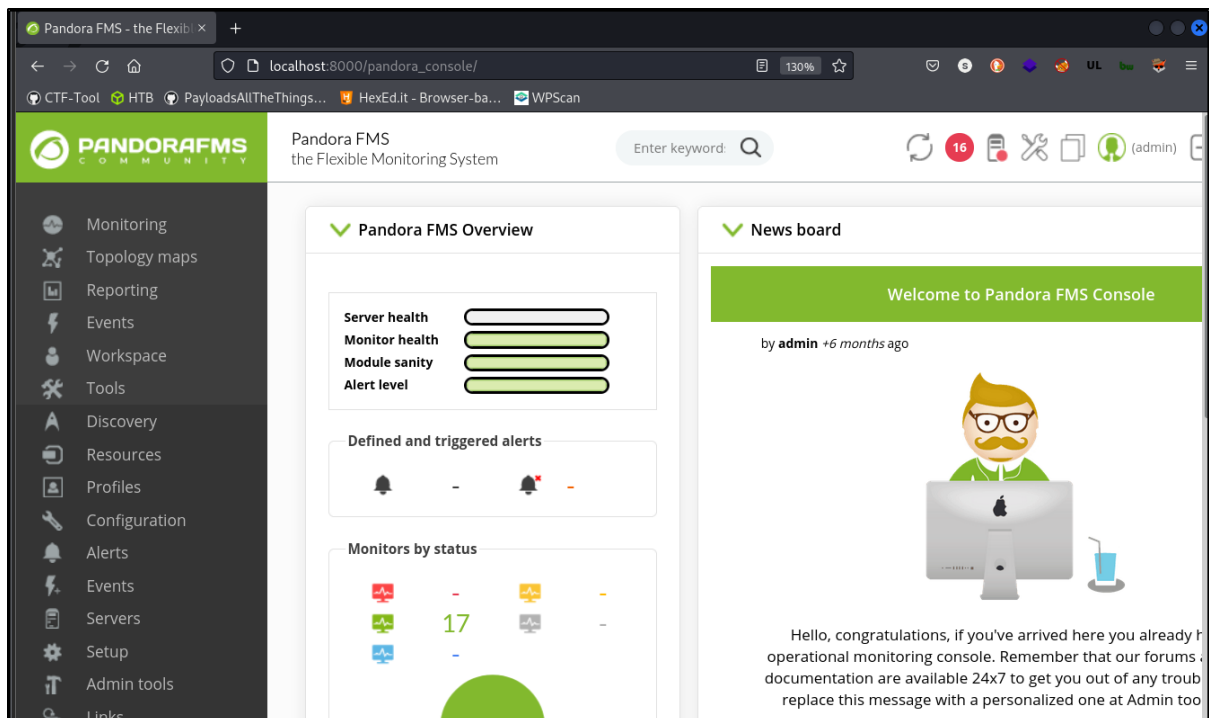 Pandora FMS - the Flexibl
localhost:8000/pandora_console/
130%
S
UL
bw
CTF-Tool
HTB
PayloadsAllTheThings...
HexEd.it - Browser-ba...
WPScan
PANDORAFMS
COMMUNITY
Pandora FMS
the Flexible Monitoring System
Enter keyword:
16
(admin)
Monitoring
Topology maps
Reporting
Events
Workspace
Tools
Discovery
Resources
Profiles
Configuration
Alerts
Events
Servers
Setup
Admin tools
Links
Pandora FMS Overview
Server health
Monitor health
Module sanity
Alert level
Defined and triggered alerts
- -
Monitors by status
- -
17 -
-
News board
Welcome to Pandora FMS Console
by admin +6 months ago
Hello, congratulations, if you've arrived here you already h
operational monitoring console. Remember that our forums a
documentation are available 24x7 to get you out of any troub
replace this message with a personalized one at Admin too